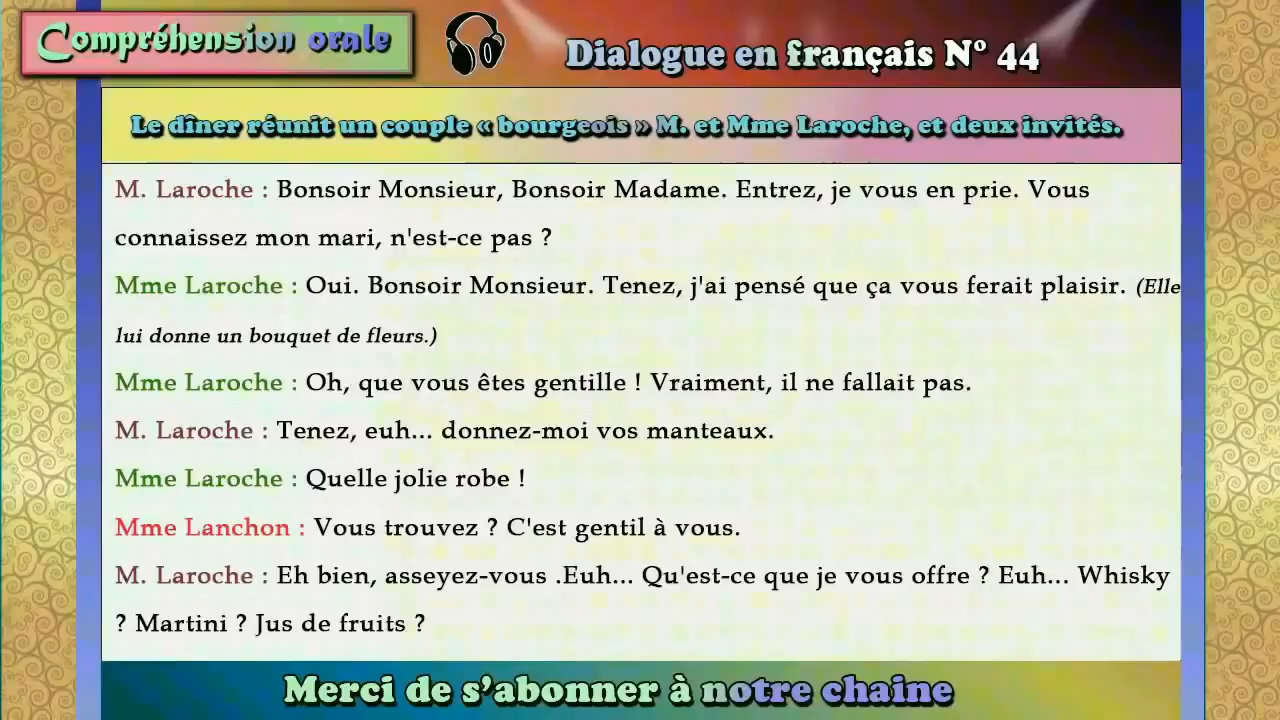 Compréhension orale
Dialogue en français N° 44
Le dîner réunit un couple « bourgeois » M. et Mme Laroche, et deux invités.
M. Laroche : Bonsoir Monsieur, Bonsoir Madame. Entrez, je vous en prie. Vous
connaissez mon mari, n'est-ce pas ?
Mme Laroche : Oui. Bonsoir Monsieur. Tenez, j'ai pensé que ça vous ferait plaisir. (Elle
lui donne un bouquet de fleurs.)
Mme Laroche : Oh, que vous êtes gentille ! Vraiment, il ne fallait pas.
M. Laroche : Tenez, euh... donnez-moi vos manteaux.
Mme Laroche : Quelle jolie robe !
Mme Lanchon : Vous trouvez ? C'est gentil à vous.
M. Laroche : Eh bien, asseyez-vous .Euh... Qu'est-ce que je vous offre ? Euh... Whisky
? Martini ? Jus de fruits ?
Merci de s'abonner à notre chaine